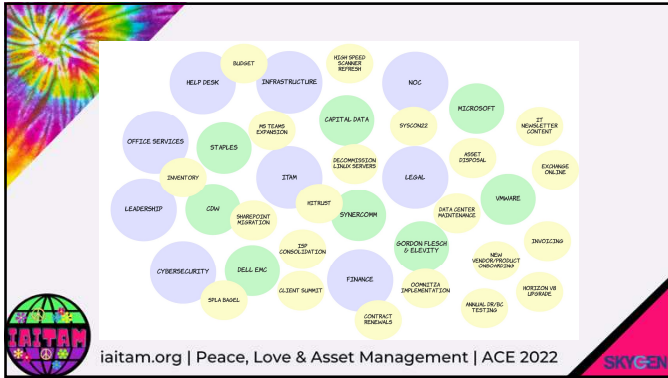 BUDGET
HIGH SPEED
SCANNER
REFRESH
HELP DESK
INFRASTRUCTURE
NOC
MICROSOFT
MS TEAMS
EXPANSION
CAPITAL DATA
SYSCON22
IT
NEWSLETTER
CONTENT
OFFICE SERVICES
STAPLES
DECOMMISSION
LINUX SERVERS
ASSET
DISPOSAL
EXCHANGE
ONLINE
INVENTORY
ITAM
LEGAL
HITRUST
VMWARE
LEADERSHIP
CDW
SHAREPOINT
MIGRATION
SYNERCOMM
DATA CENTER
MAINTENANCE
INVOICING
ISP
CONSOLIDATION
GORDON FLESCH
& ELEVITY
NEW
VENDOR/PRODUCT
ONBOARDING
CYBERSECURITY
DELL EMC
FINANCE
OOMNITZA
IMPLEMENTATION
HORIZON V8
UPGRADE
SPLA BAGEL
CLIENT SUMMIT
ANNUAL DR/BC
TESTING
CONTRACT
RENEWALS
IAITAM
iaitam.org | Peace, Love & Asset Management | ACE 2022
SKYGEN